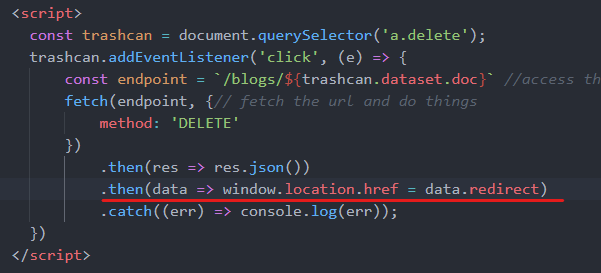 <script>
const trashcan = document.querySelector('a.delete');
trashcan.addEventListener('click', (e) => {
const endpoint = `/blogs/${trashcan.dataset.doc}` //access th
fetch(endpoint, {// fetch the url and do things
method: 'DELETE'
})
.then(res => res.json())
.then(data => window.location.href = data.redirect)
.catch((err) => console.log(err));
})
</script>